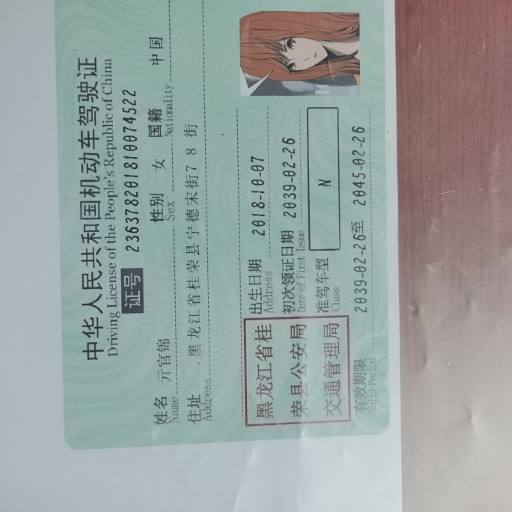 中华人民共和国机动车驾驶证
Driving License of the People's Republic of China
证号 236378201810074522
姓名 亓官锦 性别 女 国籍 中国
Name Sex Nationality
住址 黑龙江省桂荣县宁德宋街7 8 街
Address
出生日期 2018-10-07
Address
初次领证日期 2039-02-26
Date of First Issue
准驾车型 N
Class
黑龙江省桂
荣县公安局
交通管理局
有效期限 2039-02-26至 2045-02-26
Valid Period